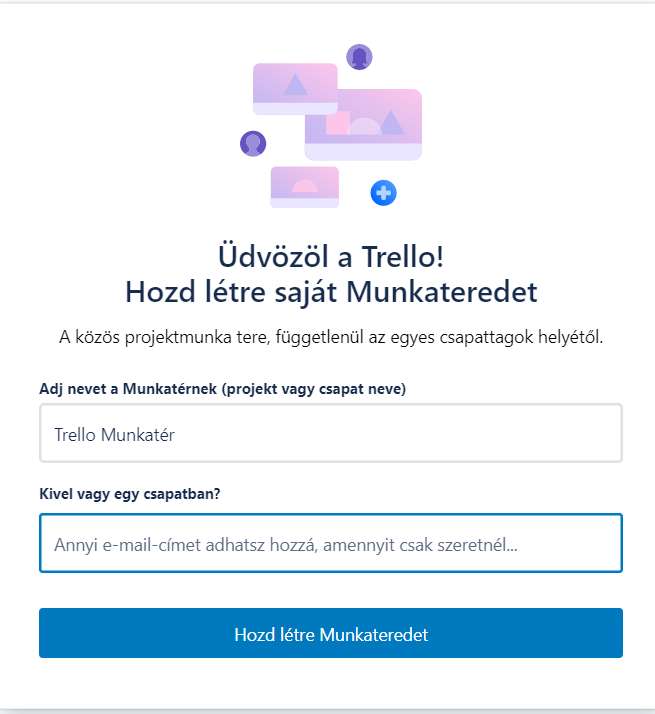 Üdvözöl a Trello!
Hozd létre saját Munkateredet
A közös projektmunka tere, függetlenül az egyes csapattagok helyétől.
Adj nevet a Munkatérnek (projekt vagy csapat neve)
Trello Munkatér
Kivel vagy egy csapatban?
Annyi e-mail-címet adhatsz hozzá, amennyit csak szeretnél...
Hozd létre Munkateredet